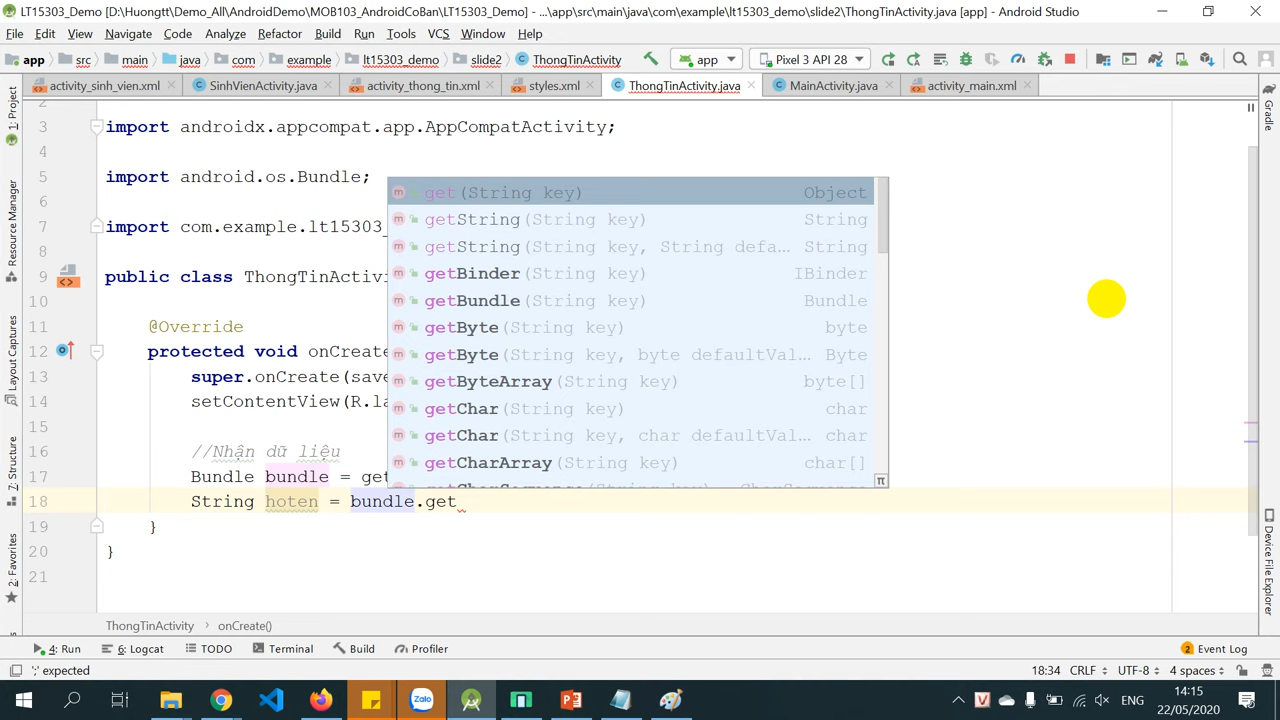 LT15303_Demo [D:\Huongtt\Demo_All\AndroidDemo\MOB103_AndroidCoBan\LT15303_Demo] - ...\app\src\main\java\com\example\lt15303_demo\slide2\ThongTinActivity.java [app] - Android Studio
File Edit View Navigate Code Analyze Refactor Build Run Tools VCS Window Help
app src main java com example lt15303_demo slide2 ThongTinActivity app Pixel 3 API 28
activity_sinh_vien.xml SinhVienActivity.java activity_thong_tin.xml styles.xml ThongTinActivity.java MainActivity.java activity_main.xml
1: Project
Resource Manager
Layout Captures
Z: Structure
2: Favorites
Gradle
Device File Explorer
2
3 import androidx.appcompat.app.AppCompatActivity;
4
5 import android.os.Bundle;
6
7 import com.example.lt15303_
8
9 public class ThongTinActivi
10
11 @Override
12 protected void onCreate
13 super.onCreate(save
14 setContentView(R.la
15
16 //Nhận dữ liệu
17 Bundle bundle = get
18 String hoten = bundle.get
19 }
20 }
21
get(String key) Object
getString(String key) String
getString(String key, String defa… String
getBinder(String key) IBinder
getBundle(String key) Bundle
getByte(String key) byte
getByte(String key, byte defaultVal… Byte
getByteArray(String key) byte[]
getChar(String key) char
getChar(String key, char defaultVal… char
getCharArray(String key) char[]
getCharSequence(String key) CharSequence
π
ThongTinActivity › onCreate()
4: Run 6: Logcat TODO Terminal Build Profiler 2 Event Log
';' expected 18:34 CRLF UTF-8 4 spaces
Zalo V ENG 14:15
22/05/2020